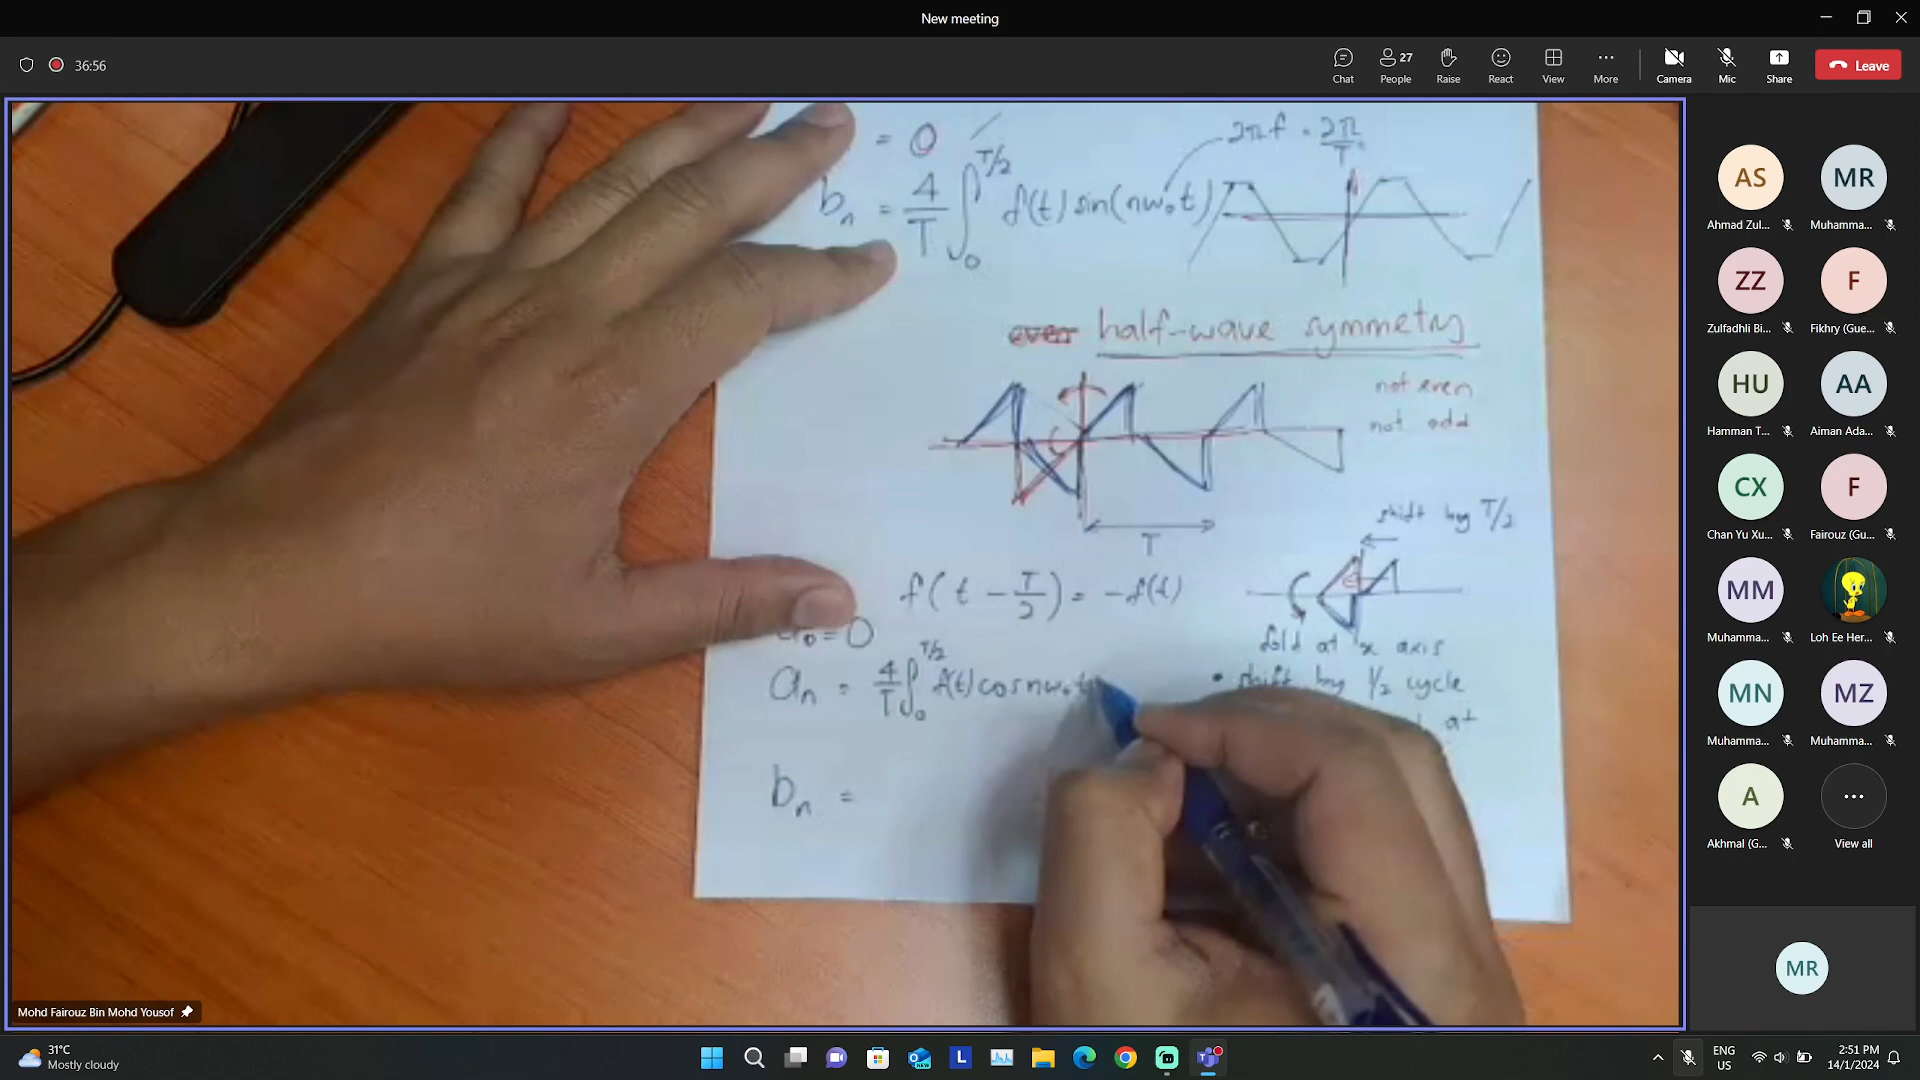 New meeting
36:56
Chat
People 27
Raise
React
View
More
Camera
Mic
Share
Leave
= 0
2πf = 2π/T
bn = 4/T ∫0 T/2 f(t) sin(nω0t)
half-wave symmetry
not even
not odd
T
shift by T/2
f(t - T/2) = -f(t)
fold at x axis
a0 = 0
an = 4/T ∫0 T/2 f(t) cos nω0t
• shift by 1/2 cycle
at
bn =
AS
Ahmad Zul...
MR
Muhamma...
ZZ
Zulfadhli Bi...
F
Fikhry (Gue...
HU
Hamman T...
AA
Aiman Ada...
CX
Chan Yu Xu...
F
Fairouz (Gu...
MM
Muhamma...
Loh Ee Her...
MN
Muhamma...
MZ
Muhamma...
A
Akhmal (G...
View all
MR
Mohd Fairouz Bin Mohd Yousof
31°C
Mostly cloudy
NEW
L
ENG
US
2:51 PM
14/1/2024